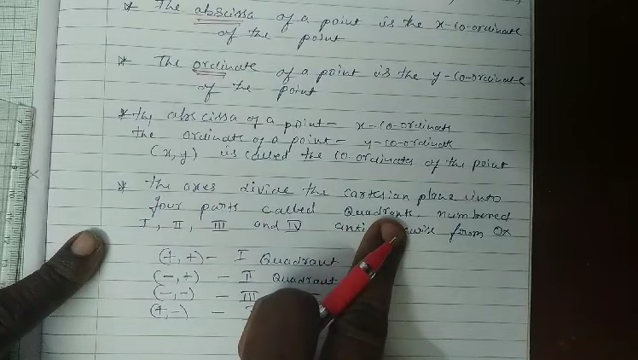 * The abscissa of a point is the x-co-ordinate
of the point
* The ordinate of a point is the y-co-ordinate
of the point
* the abscissa of a point - x-co-ordinate
the ordinate of a point - y-co-ordinate
(x, y) is called the co ordinates of the point
* the axes divide the cartesian plane into
four parts called Quadrants numbered
I, II, III and IV anti wise from OX
(+, +) - I Quadrant
(-, +) - II Quadrant
(-, -) - III
(+, -) -